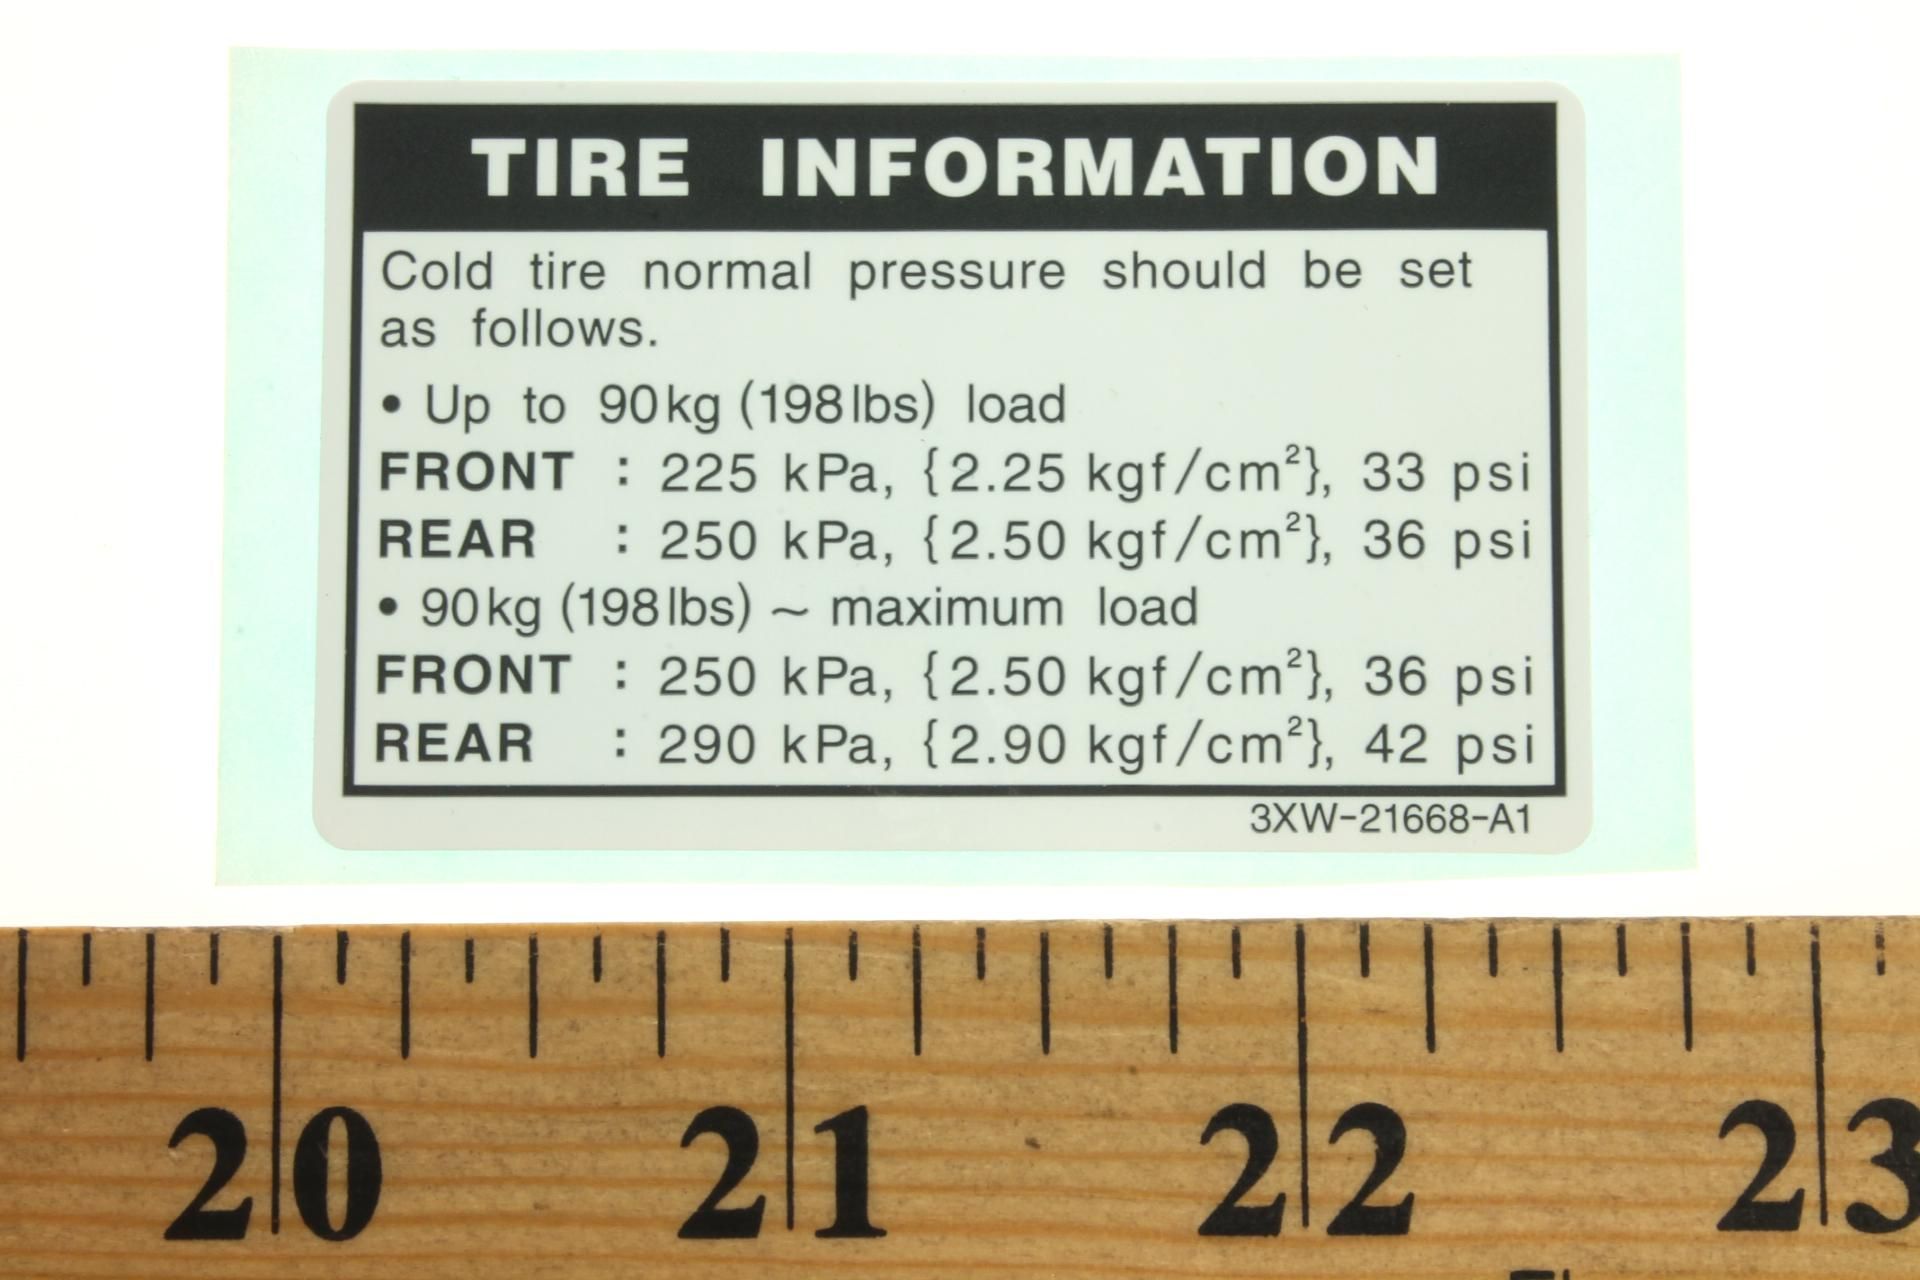 TIRE INFORMATION
Cold tire normal pressure should be set
as follows.
• Up to 90kg (198lbs) load
FRONT : 225 kPa, {2.25 kgf/cm²}, 33 psi
REAR : 250 kPa, {2.50 kgf/cm²}, 36 psi
• 90kg (198lbs) ~ maximum load
FRONT : 250 kPa, {2.50 kgf/cm²}, 36 psi
REAR : 290 kPa, {2.90 kgf/cm²}, 42 psi
3XW-21668-A1
20 21 22 23